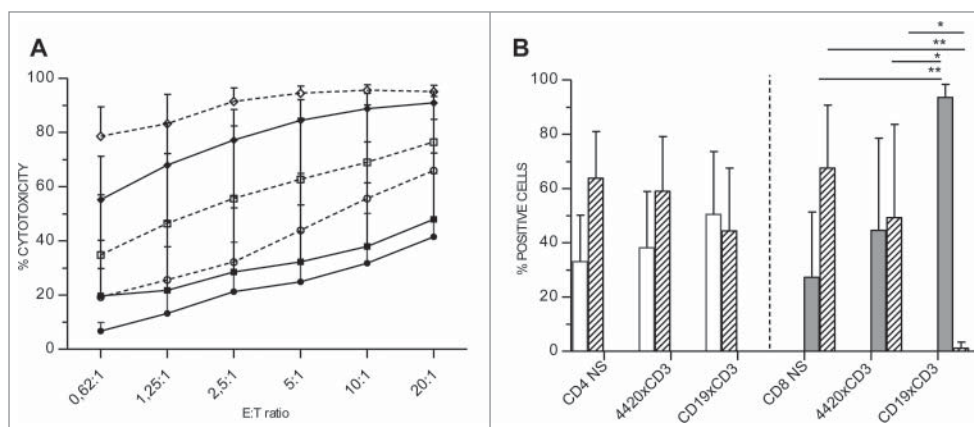 A
% CYTOTOXICITY
100
80
60
40
20
0
0,62:1
1,25:1
2,5:1
5:1
10:1
20:1
E:T ratio
B
*
**
*
**
% POSITIVE CELLS
100
80
60
40
20
0
CD4 NS
4420xCD3
CD19xCD3
CD8 NS
4420xCD3
CD19xCD3